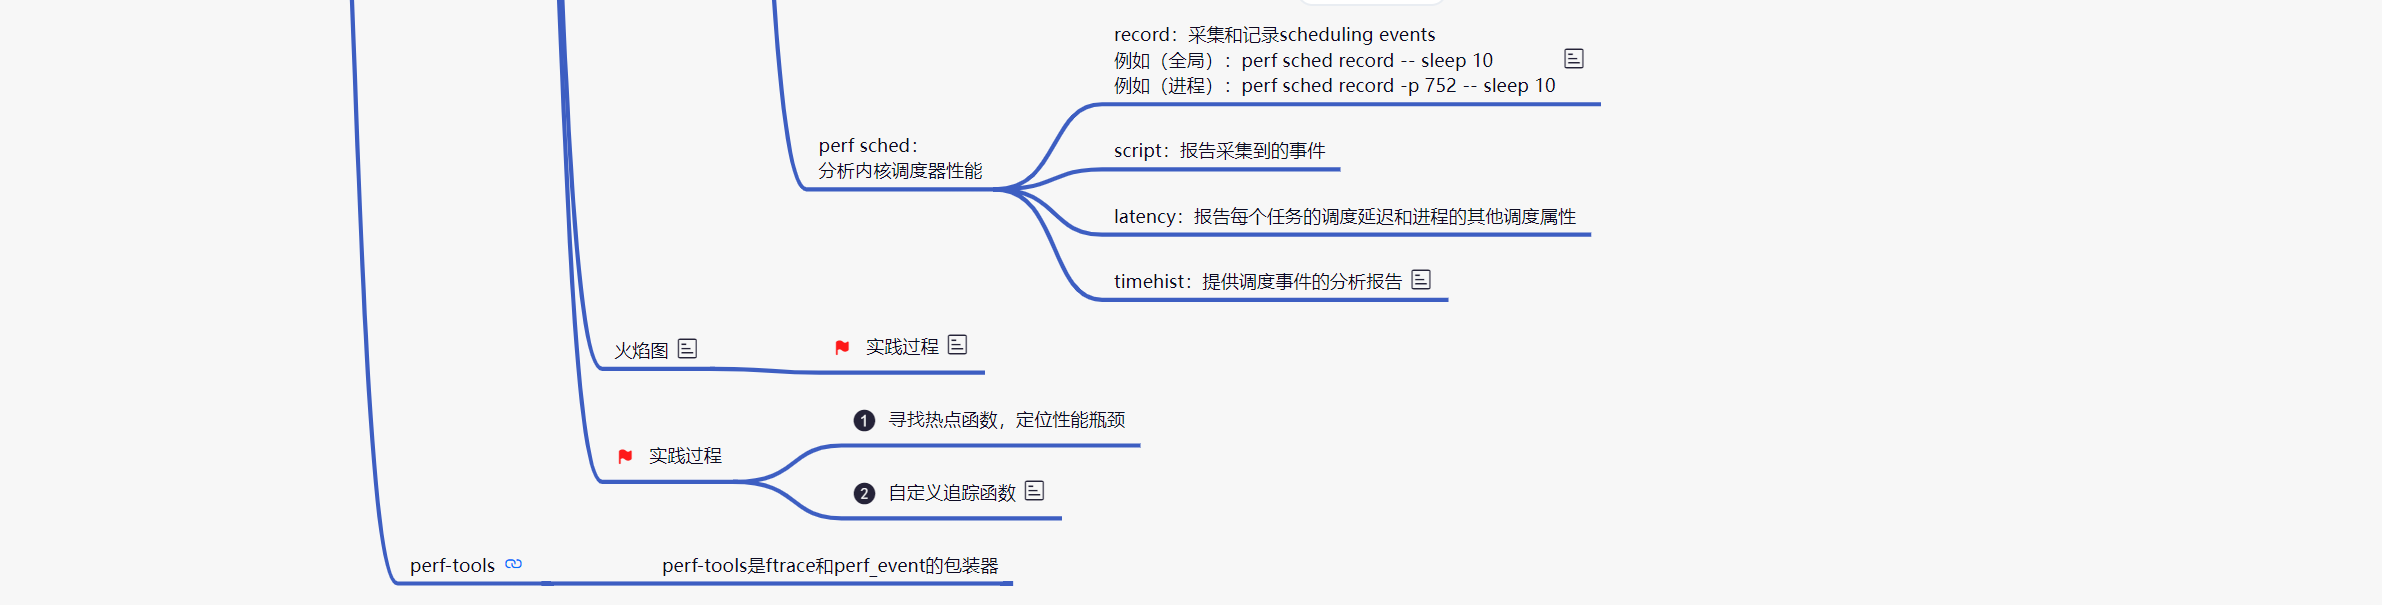 record：采集和记录scheduling events
例如（全局）：perf sched record -- sleep 10
例如（进程）：perf sched record -p 752 -- sleep 10
perf sched：
分析内核调度器性能
script：报告采集到的事件
latency：报告每个任务的调度延迟和进程的其他调度属性
timehist：提供调度事件的分析报告
火焰图
实践过程
实践过程
1 寻找热点函数，定位性能瓶颈
2 自定义追踪函数
perf-tools
perf-tools是ftrace和perf_event的包装器